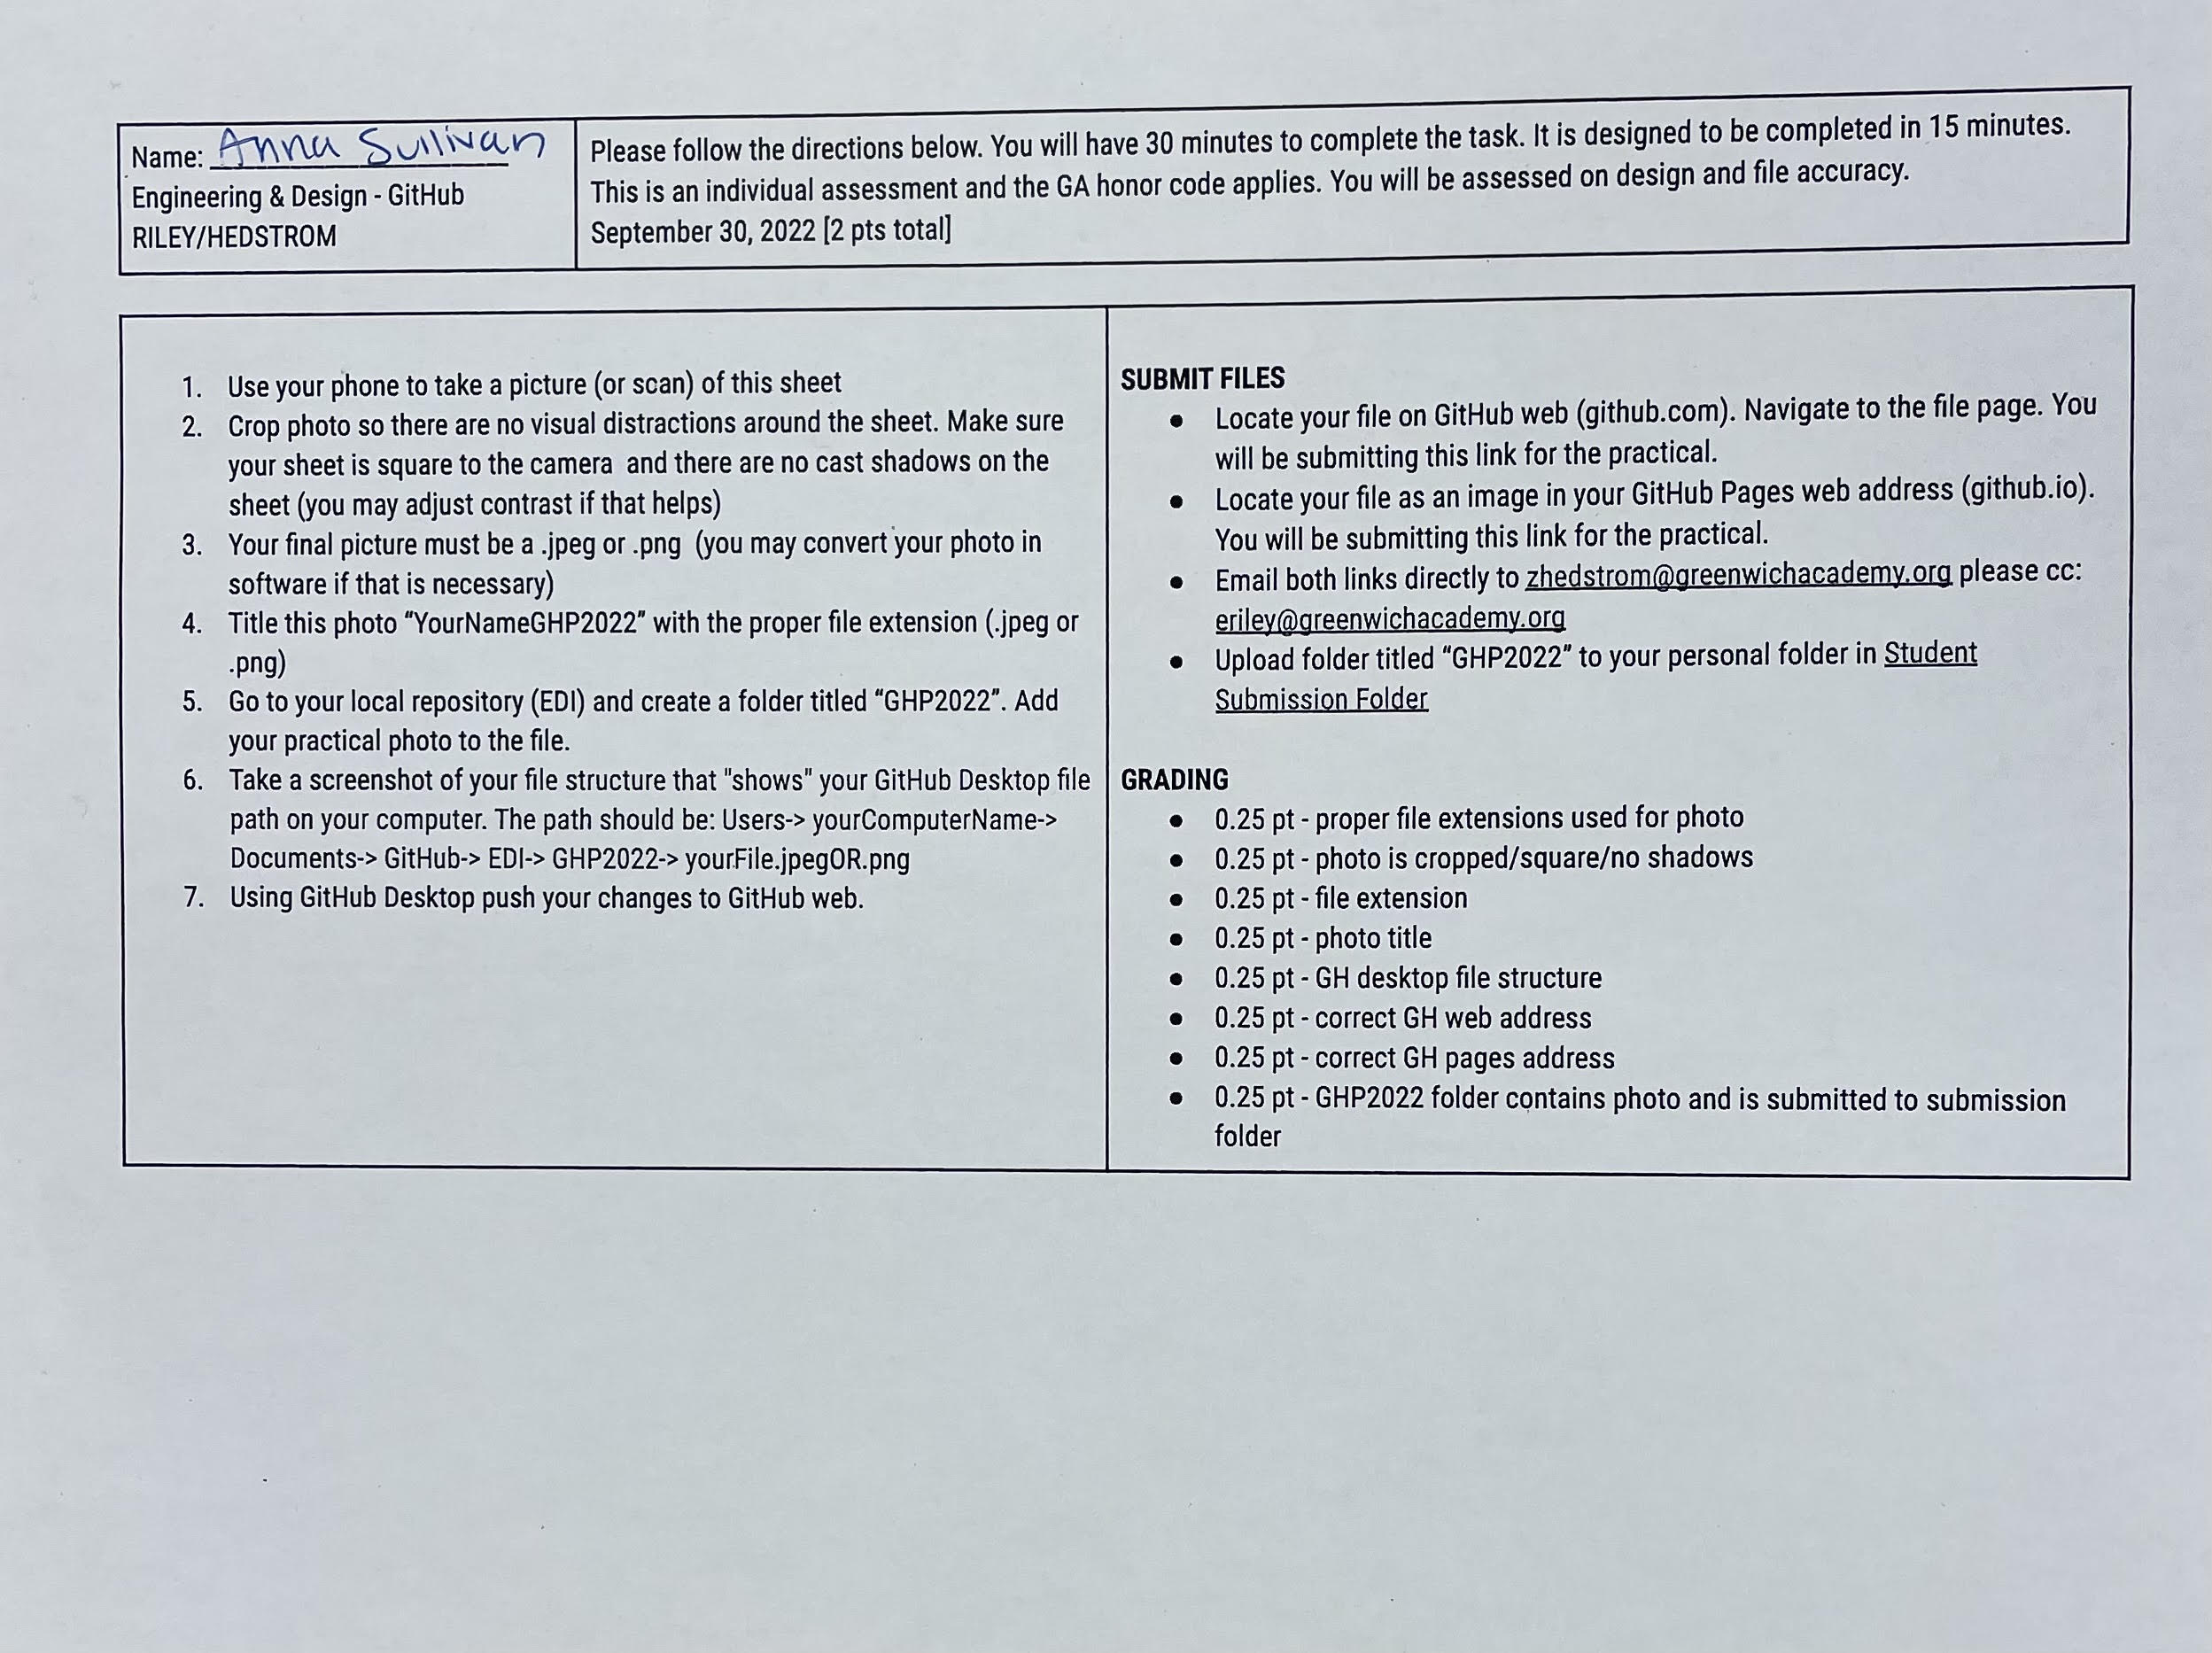 Name: Anna Sullivan
Engineering & Design - GitHub
RILEY/HEDSTROM
Please follow the directions below. You will have 30 minutes to complete the task. It is designed to be completed in 15 minutes.
This is an individual assessment and the GA honor code applies. You will be assessed on design and file accuracy.
September 30, 2022 [2 pts total]
1. Use your phone to take a picture (or scan) of this sheet
2. Crop photo so there are no visual distractions around the sheet. Make sure
your sheet is square to the camera and there are no cast shadows on the
sheet (you may adjust contrast if that helps)
3. Your final picture must be a .jpeg or .png (you may convert your photo in
software if that is necessary)
4. Title this photo “YourNameGHP2022” with the proper file extension (.jpeg or
.png)
5. Go to your local repository (EDI) and create a folder titled “GHP2022”. Add
your practical photo to the file.
6. Take a screenshot of your file structure that "shows" your GitHub Desktop file
path on your computer. The path should be: Users-> yourComputerName->
Documents-> GitHub-> EDI-> GHP2022-> yourFile.jpegOR.png
7. Using GitHub Desktop push your changes to GitHub web.
SUBMIT FILES
● Locate your file on GitHub web (github.com). Navigate to the file page. You
will be submitting this link for the practical.
● Locate your file as an image in your GitHub Pages web address (github.io).
You will be submitting this link for the practical.
● Email both links directly to zhedstrom@greenwichacademy.org please cc:
eriley@greenwichacademy.org
● Upload folder titled “GHP2022” to your personal folder in Student
Submission Folder
GRADING
● 0.25 pt - proper file extensions used for photo
● 0.25 pt - photo is cropped/square/no shadows
● 0.25 pt - file extension
● 0.25 pt - photo title
● 0.25 pt - GH desktop file structure
● 0.25 pt - correct GH web address
● 0.25 pt - correct GH pages address
● 0.25 pt - GHP2022 folder contains photo and is submitted to submission
folder